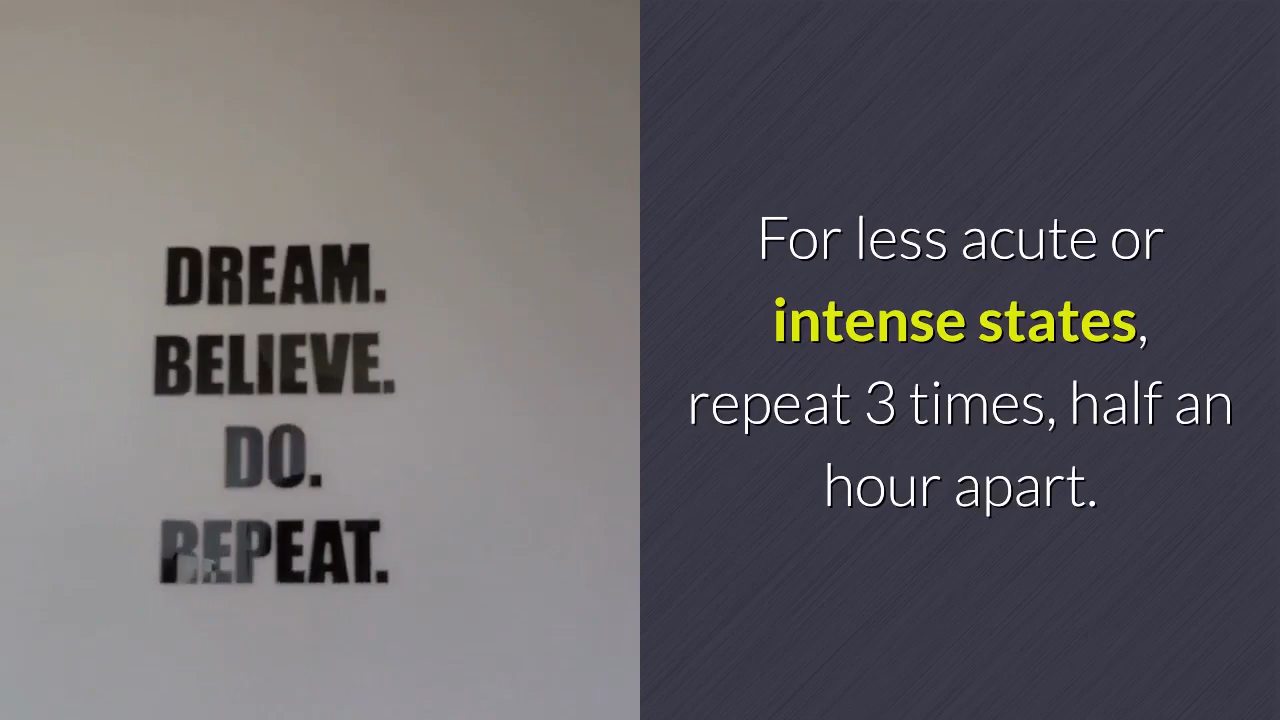 DREAM.
BELIEVE.
DO.
REPEAT.
For less acute or
intense states,
repeat 3 times, half an
hour apart.